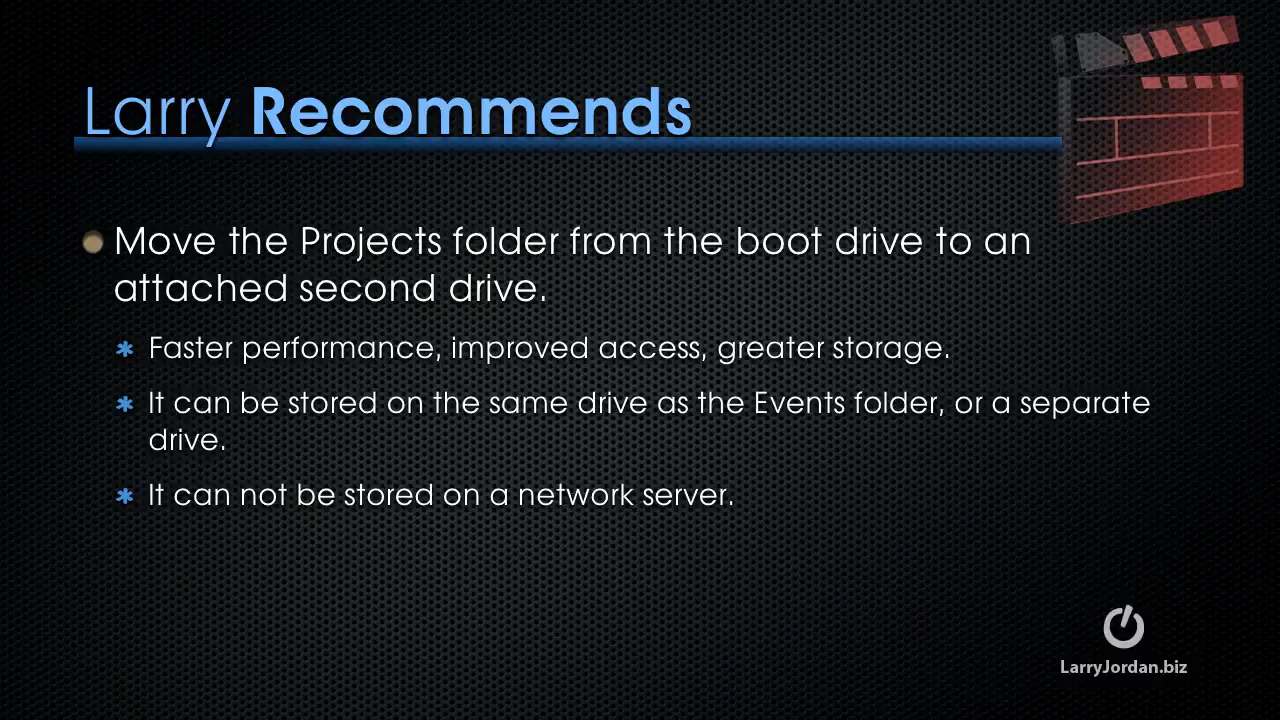 Larry Recommends
Move the Projects folder from the boot drive to an
attached second drive.
Faster performance, improved access, greater storage.
It can be stored on the same drive as the Events folder, or a separate
drive.
It can not be stored on a network server.
LarryJordan.biz